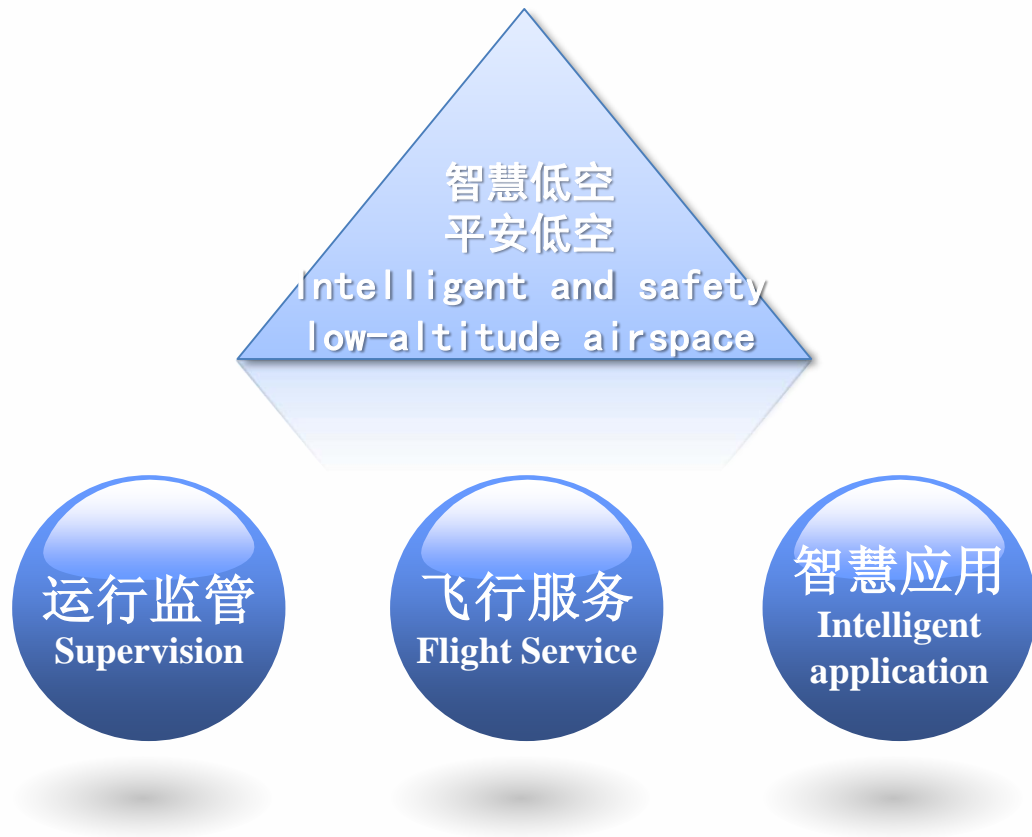 智慧低空
平安低空
Intelligent and safety
low-altitude airspace
运行监管
Supervision
飞行服务
Flight Service
智慧应用
Intelligent
application